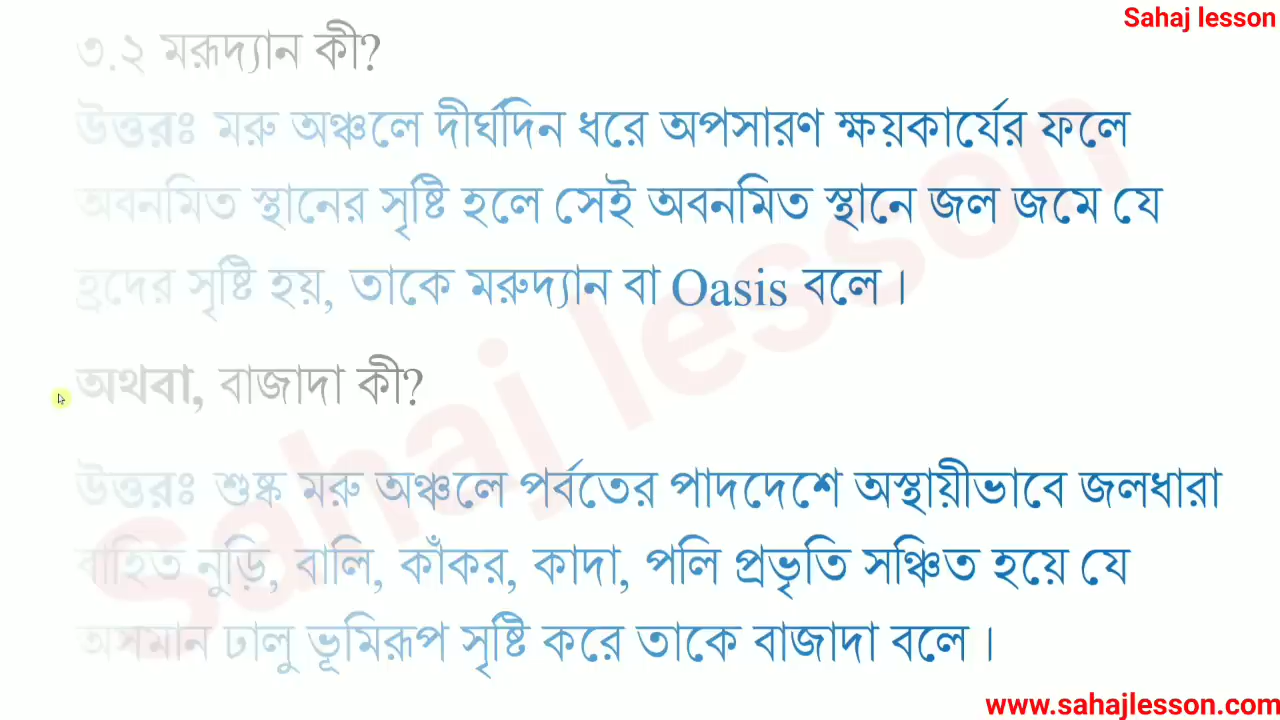 Sahaj lesson
৩.২ মরূদ্যান কী?
উত্তরঃ মরু অঞ্চলে দীর্ঘদিন ধরে অপসারণ ক্ষয়কার্যের ফলে
অবনমিত স্থানের সৃষ্টি হলে সেই অবনমিত স্থানে জল জমে যে
হ্রদের সৃষ্টি হয়, তাকে মরুদ্যান বা Oasis বলে।
অথবা, বাজাদা কী?
উত্তরঃ শুষ্ক মরু অঞ্চলে পর্বতের পাদদেশে অস্থায়ীভাবে জলধারা
বাহিত নুড়ি, বালি, কাঁকর, কাদা, পলি প্রভৃতি সঞ্চিত হয়ে যে
অসমান ঢালু ভূমিরূপ সৃষ্টি করে তাকে বাজাদা বলে।
Sahaj lesson
www.sahajlesson.com